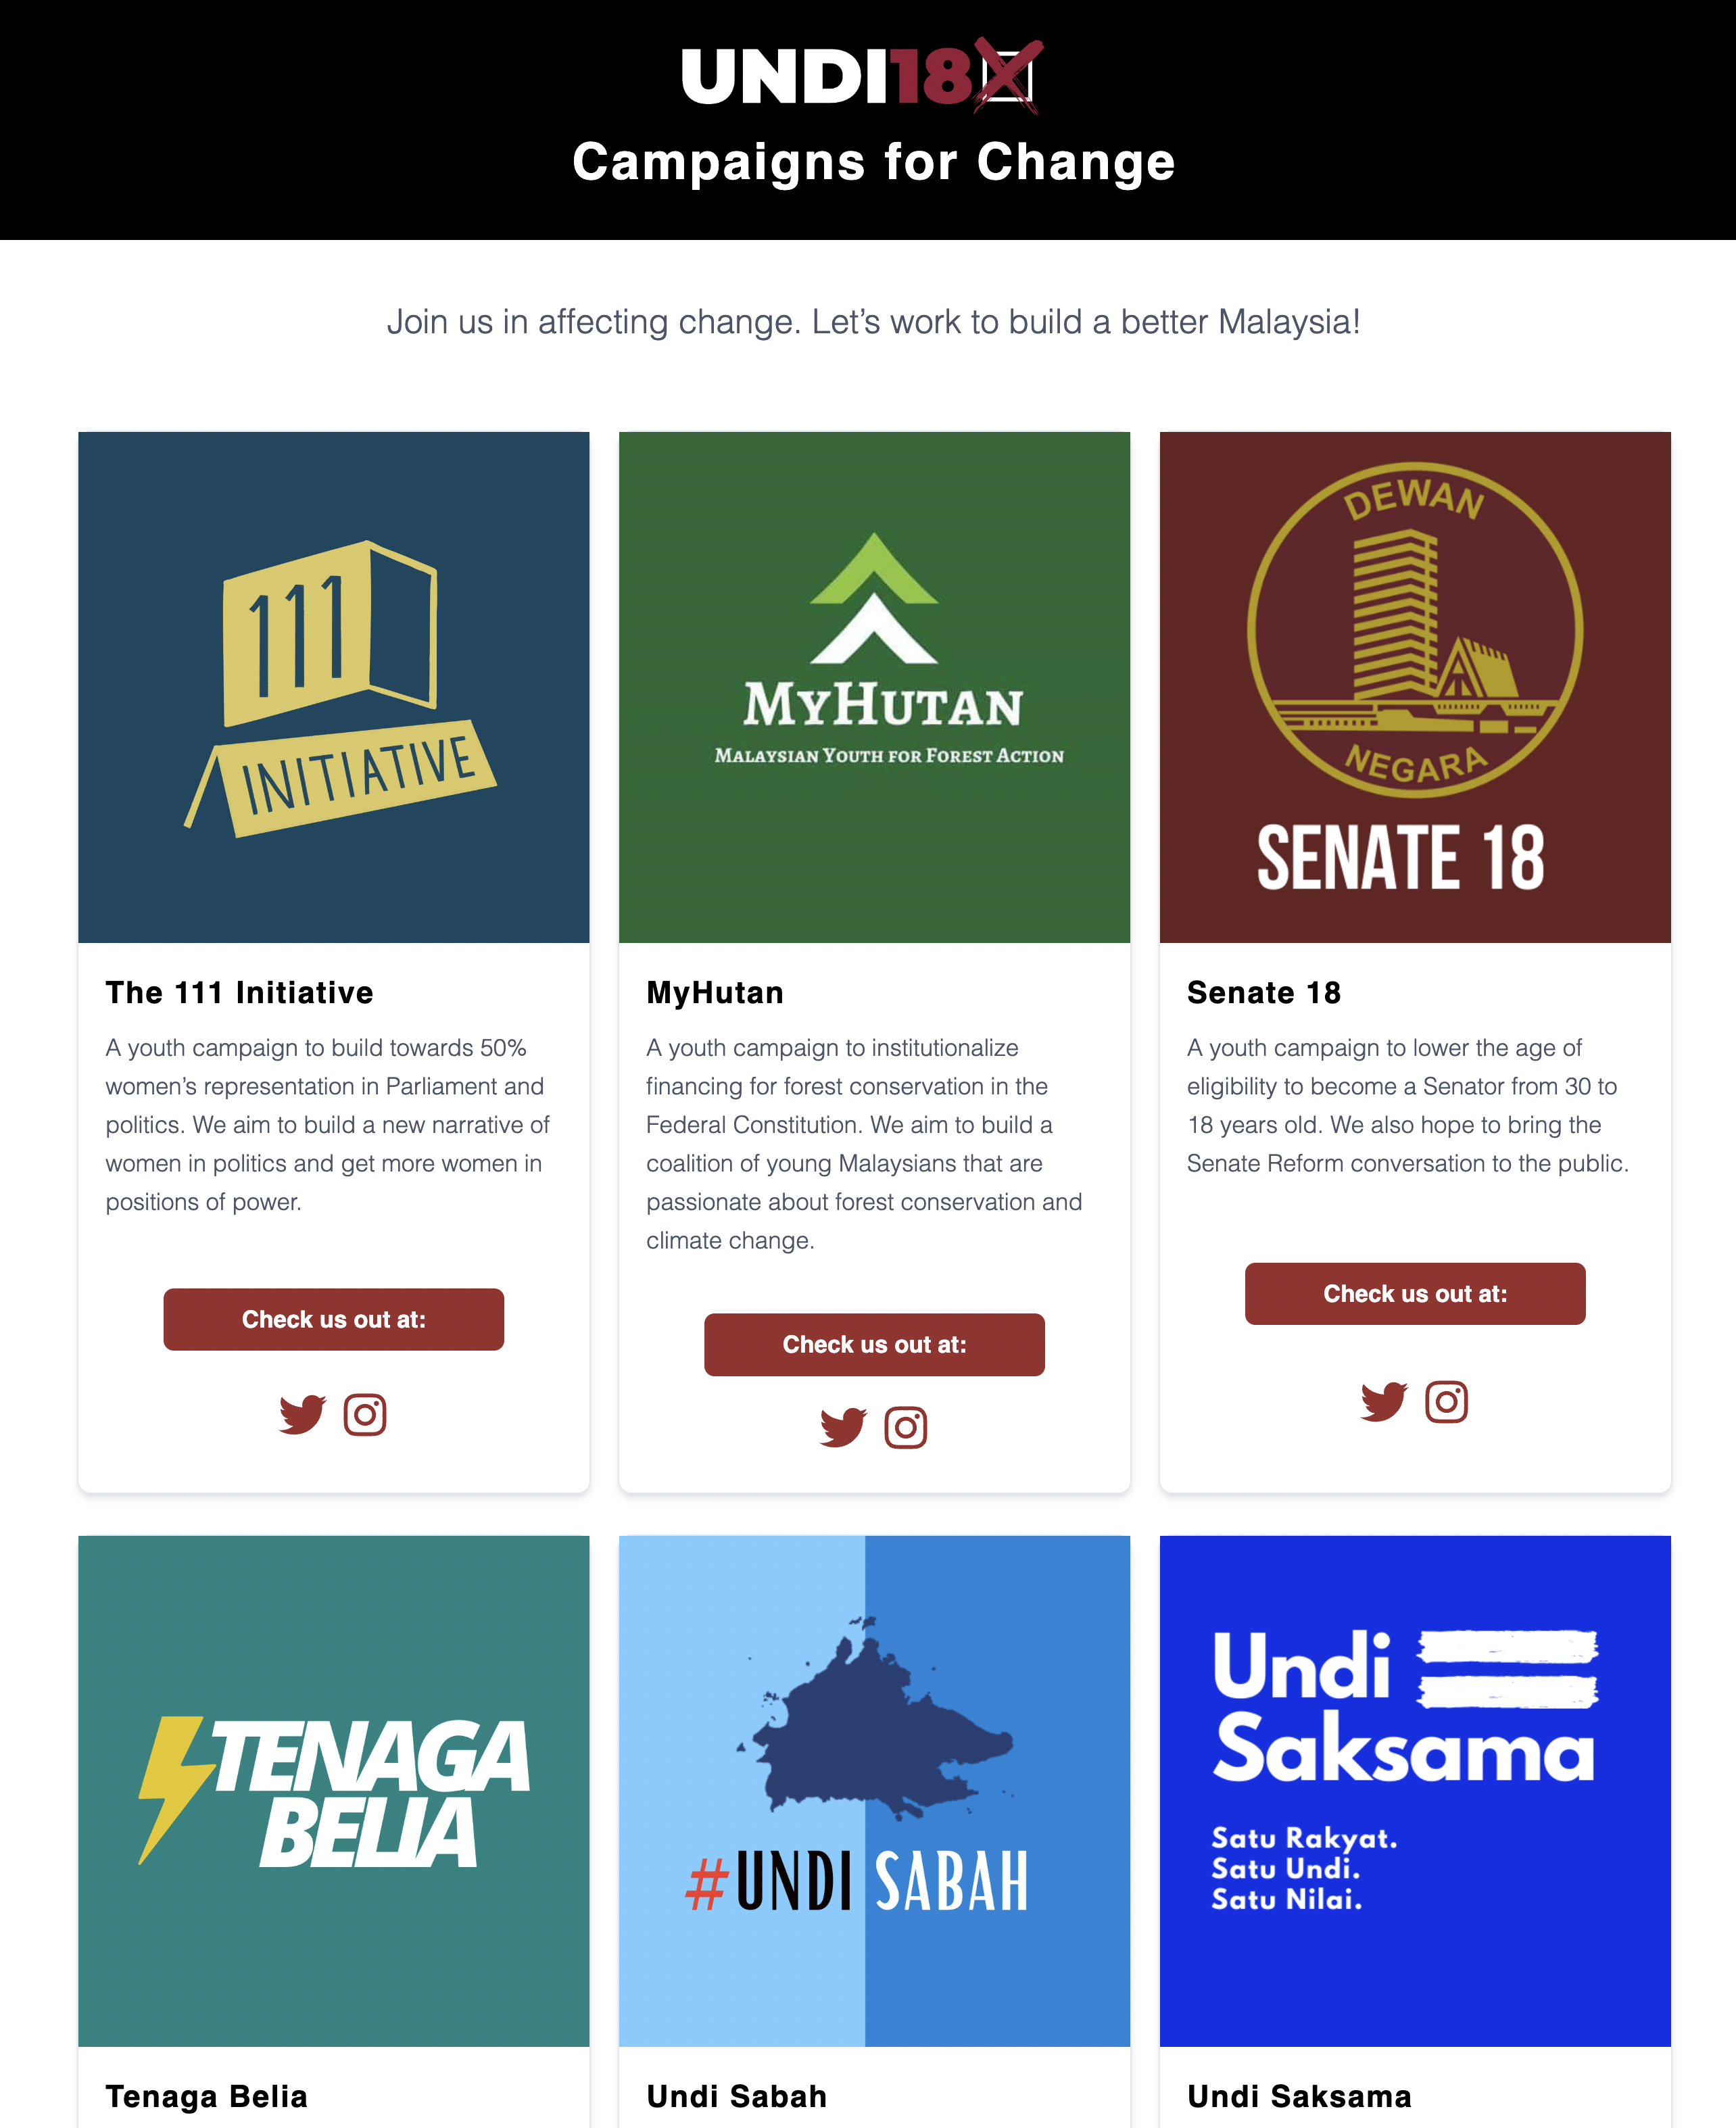 UNDI18
Campaigns for Change
Join us in affecting change. Let’s work to build a better Malaysia!
111
INITIATIVE
MYHUTAN
MALAYSIAN YOUTH FOR FOREST ACTION
DEWAN
NEGARA
SENATE 18
The 111 Initiative
A youth campaign to build towards 50%
women’s representation in Parliament and
politics. We aim to build a new narrative of
women in politics and get more women in
positions of power.
Check us out at:
MyHutan
A youth campaign to institutionalize
financing for forest conservation in the
Federal Constitution. We aim to build a
coalition of young Malaysians that are
passionate about forest conservation and
climate change.
Check us out at:
Senate 18
A youth campaign to lower the age of
eligibility to become a Senator from 30 to
18 years old. We also hope to bring the
Senate Reform conversation to the public.
Check us out at:
TENAGA
BELIA
#UNDI SABAH
Undi
Saksama
Satu Rakyat.
Satu Undi.
Satu Nilai.
Tenaga Belia
Undi Sabah
Undi Saksama